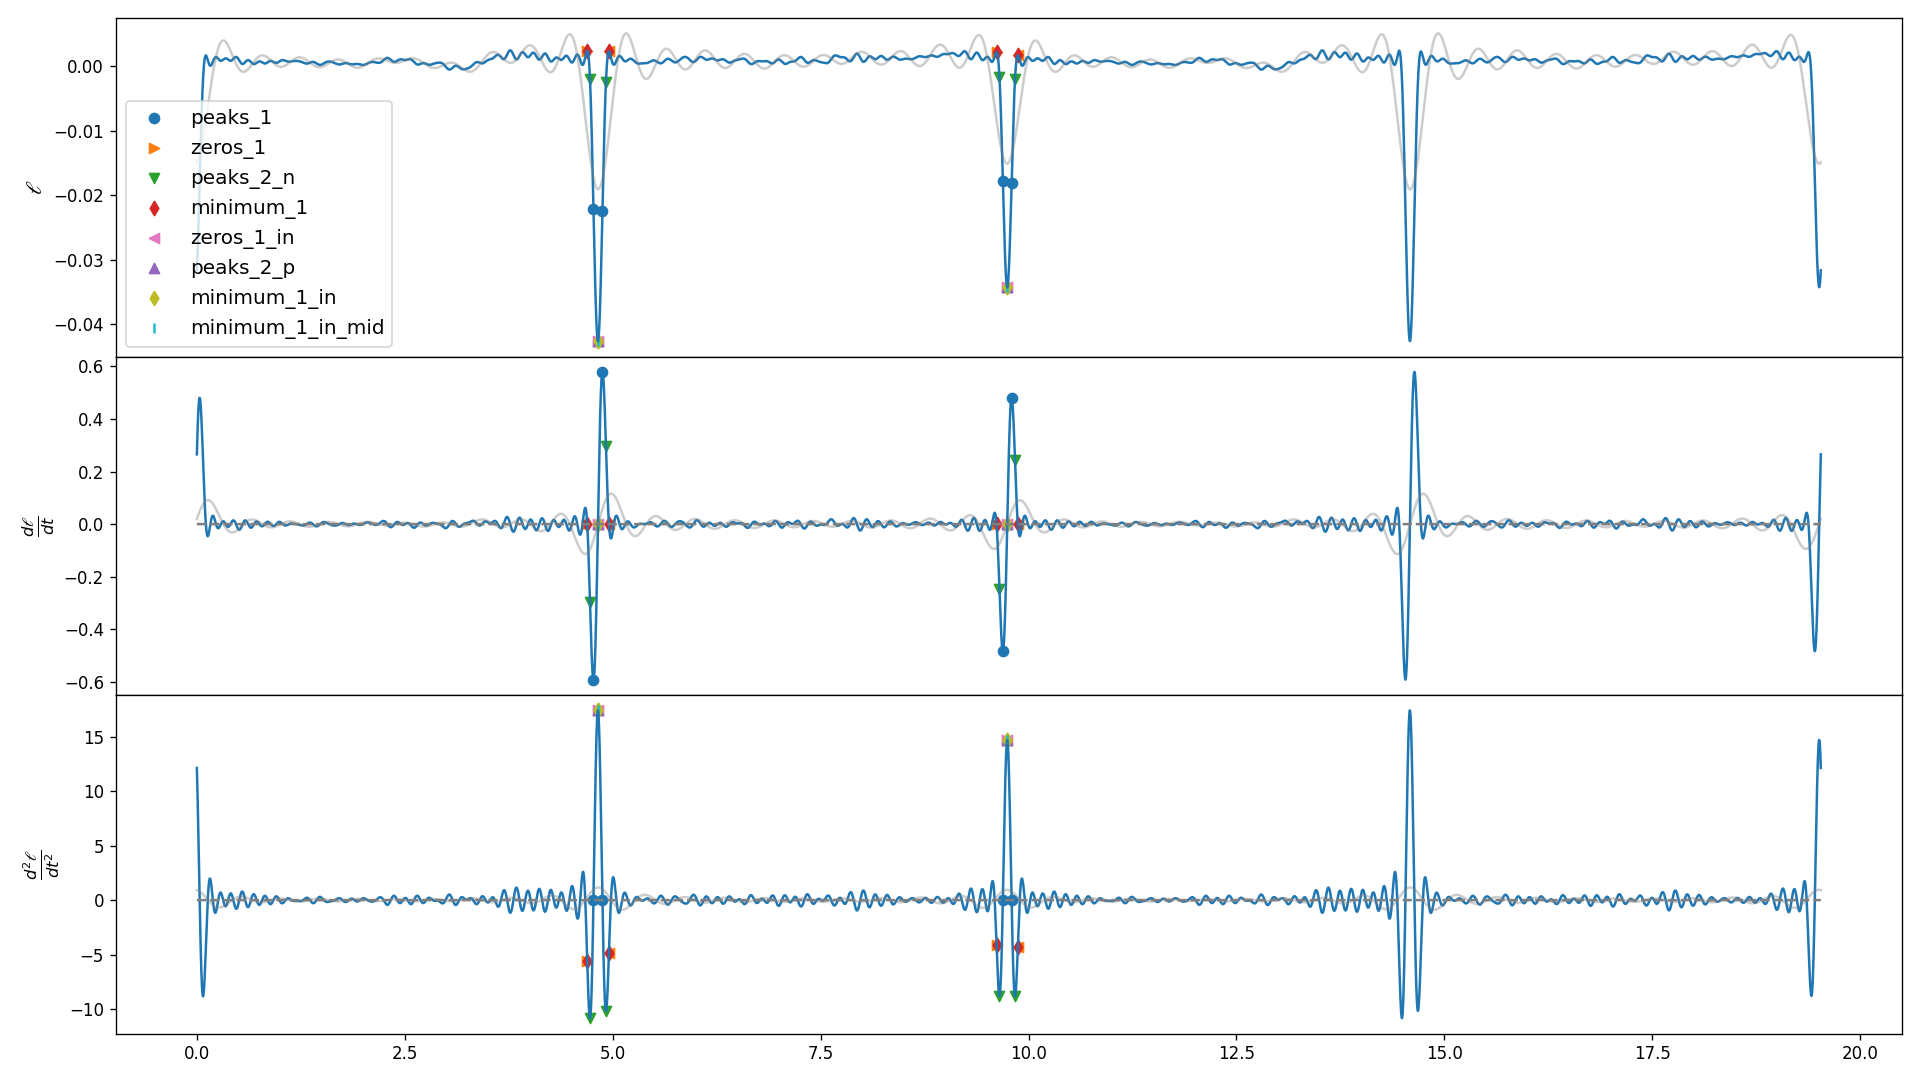 0.00
−0.01
−0.02
−0.03
−0.04
ℓ
peaks_1
zeros_1
peaks_2_n
minimum_1
zeros_1_in
peaks_2_p
minimum_1_in
minimum_1_in_mid
0.6
0.4
0.2
0.0
−0.2
−0.4
−0.6
dℓ/dt
15
10
5
0
−5
−10
d²ℓ/dt²
0.0 2.5 5.0 7.5 10.0 12.5 15.0 17.5 20.0